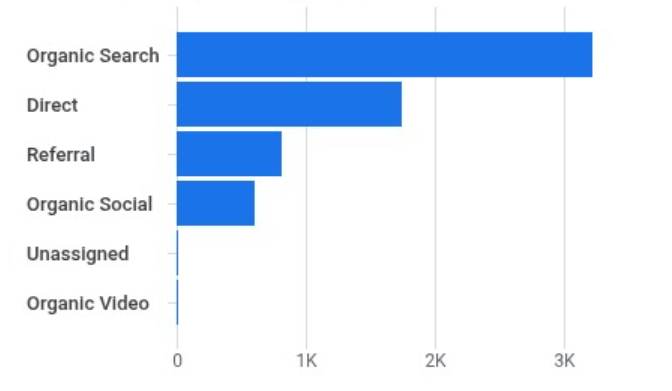 Organic Search
Direct
Referral
Organic Social
Unassigned
Organic Video
0 1K 2K 3K